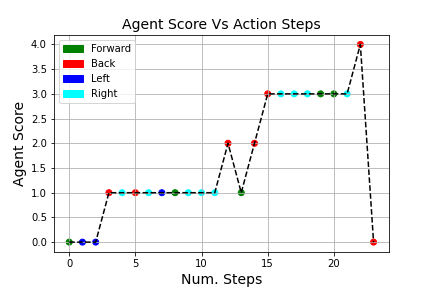 Agent Score Vs Action Steps
Agent Score
4.0
3.5
3.0
2.5
2.0
1.5
1.0
0.5
0.0
Forward
Back
Left
Right
0 5 10 15 20
Num. Steps